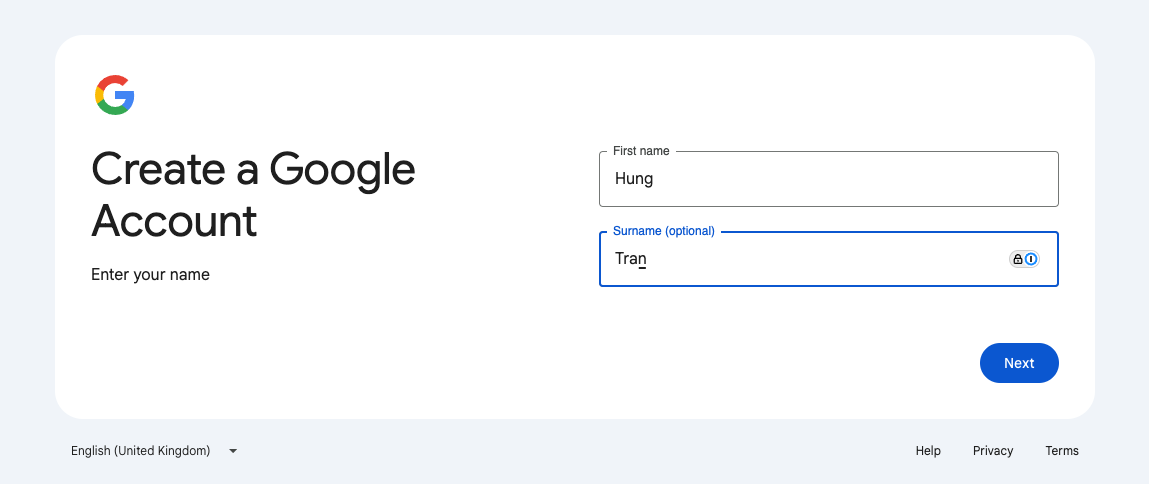 Create a Google
Account
Enter your name
First name
Hung
Surname (optional)
Tran
Next
English (United Kingdom)
Help
Privacy
Terms